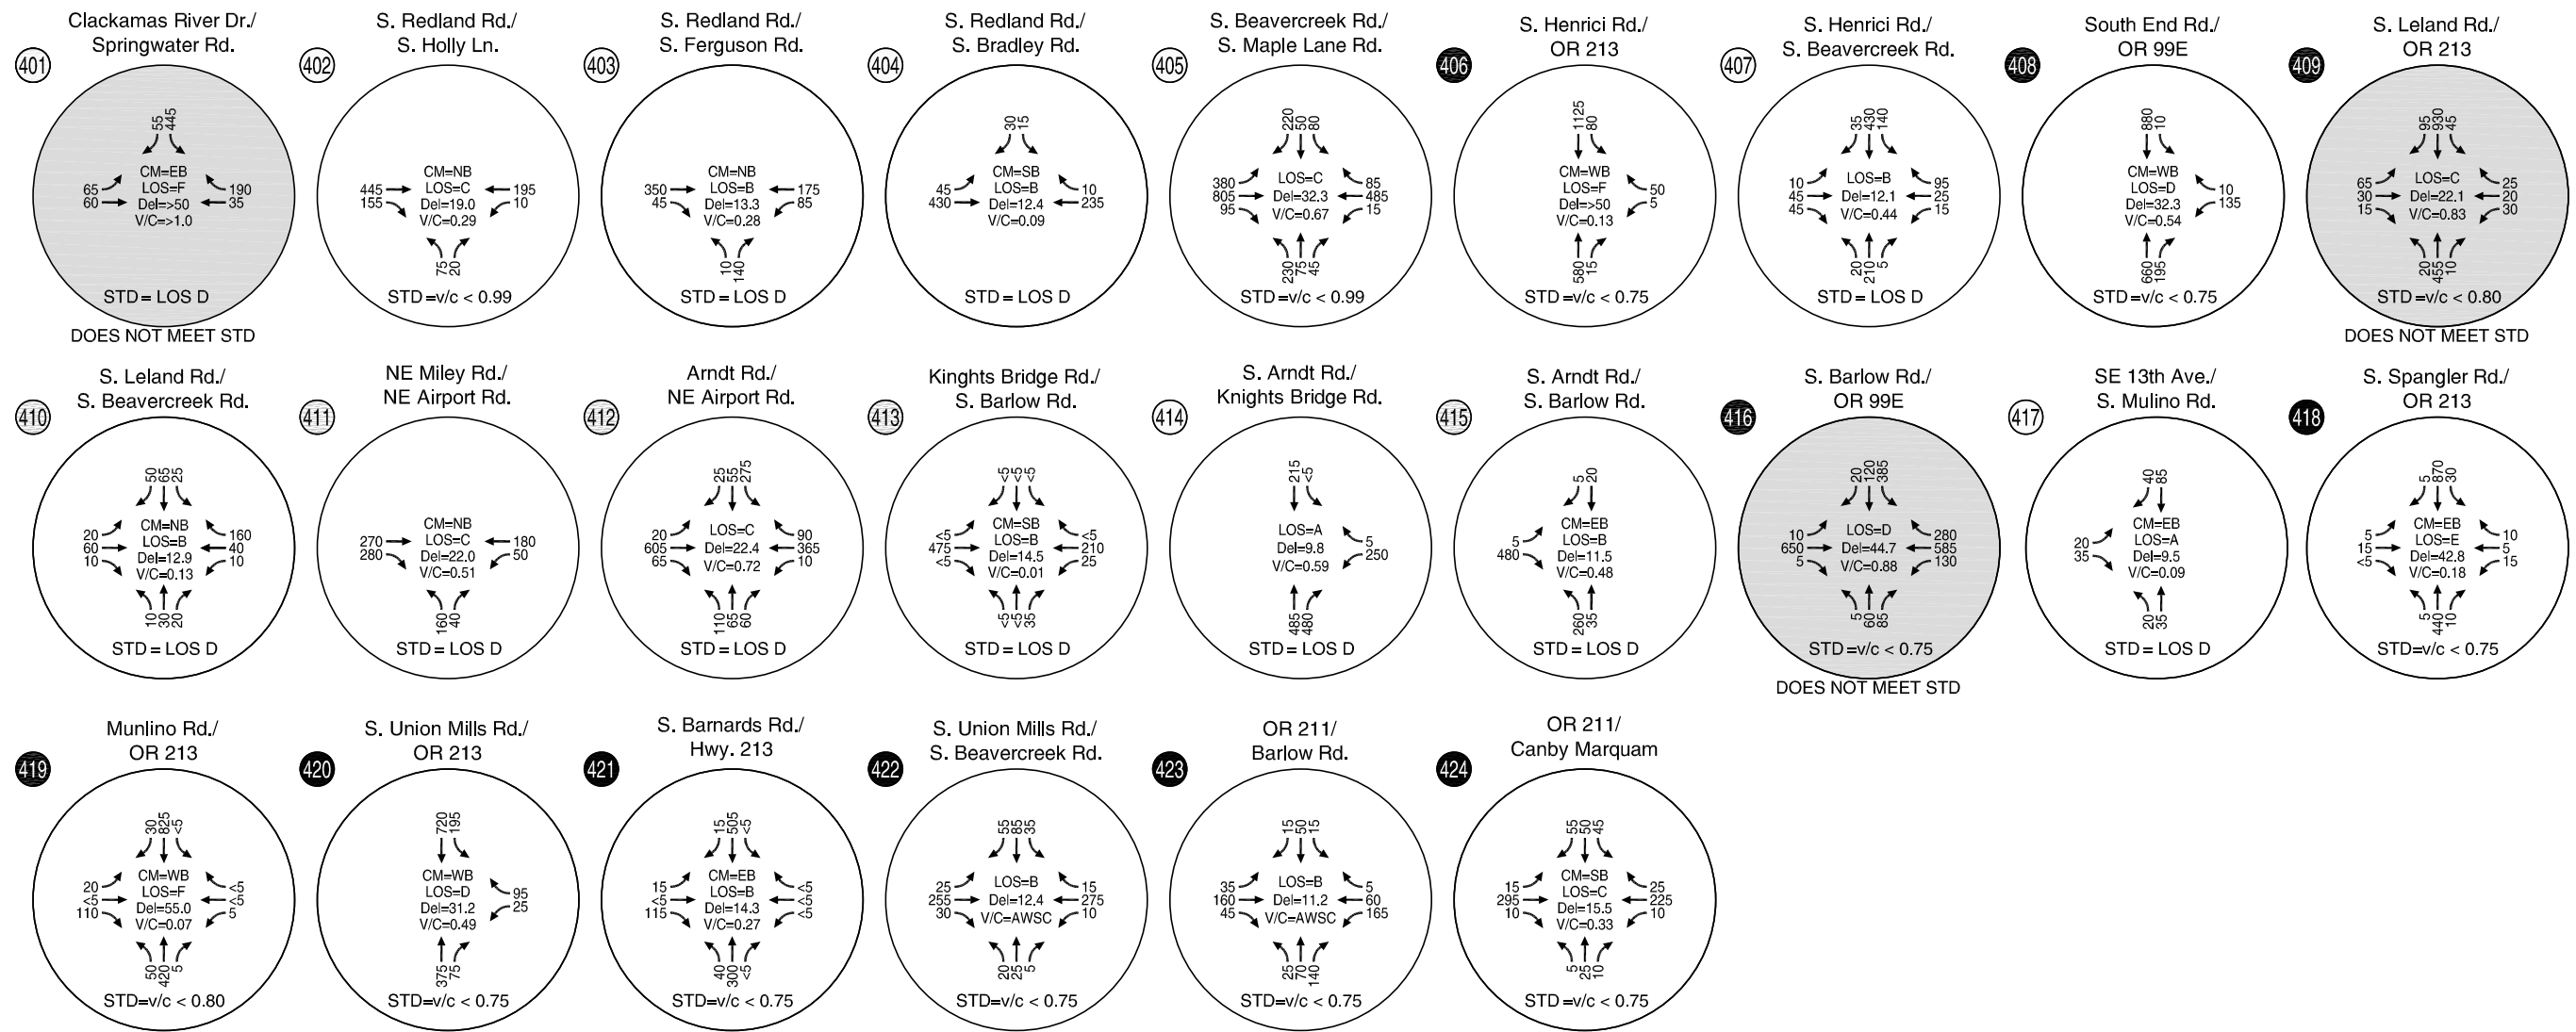 Clackamas River Dr./
Springwater Rd.
401
55 445
65 60
CM=EB
LOS=F
Del=>50
V/C=>1.0
190 35
STD = LOS D
DOES NOT MEET STD
S. Redland Rd./
S. Holly Ln.
402
445 155
CM=NB
LOS=C
Del=19.0
V/C=0.29
195 10
75 20
STD =v/c < 0.99
S. Redland Rd./
S. Ferguson Rd.
403
350 45
CM=NB
LOS=B
Del=13.3
V/C=0.28
175 85
10 140
STD = LOS D
S. Redland Rd./
S. Bradley Rd.
404
30 15
45 430
CM=SB
LOS=B
Del=12.4
V/C=0.09
10 235
STD = LOS D
S. Beavercreek Rd./
S. Maple Lane Rd.
405
220 50 80
380 805 95
LOS=C
Del=32.3
V/C=0.67
85 485 15
230 75 45
STD =v/c < 0.99
S. Henrici Rd./
OR 213
406
1125 80
CM=WB
LOS=F
Del=>50
V/C=0.13
50 5
580 15
STD =v/c < 0.75
S. Henrici Rd./
S. Beavercreek Rd.
407
35 430 140
10 45 45
LOS=B
Del=12.1
V/C=0.44
95 25 15
20 210 5
STD = LOS D
South End Rd./
OR 99E
408
880 10
CM=WB
LOS=D
Del=32.3
V/C=0.54
10 135
660 195
STD =v/c < 0.75
S. Leland Rd./
OR 213
409
95 930 45
65 30 15
LOS=C
Del=22.1
V/C=0.83
25 20 30
20 455 10
STD =v/c < 0.80
DOES NOT MEET STD
S. Leland Rd./
S. Beavercreek Rd.
410
50 65 25
20 60 10
CM=NB
LOS=B
Del=12.9
V/C=0.13
160 40 10
10 30 20
STD = LOS D
NE Miley Rd./
NE Airport Rd.
411
270 280
CM=NB
LOS=C
Del=22.0
V/C=0.51
180 50
160 40
STD = LOS D
Arndt Rd./
NE Airport Rd.
412
25 55 275
20 605 65
LOS=C
Del=22.4
V/C=0.72
90 365 10
110 65 60
STD = LOS D
Kinghts Bridge Rd./
S. Barlow Rd.
413
<5 <5 <5
<5 475 <5
CM=SB
LOS=B
Del=14.5
V/C=0.01
<5 210 25
<5 <5 35
STD = LOS D
S. Arndt Rd./
Knights Bridge Rd.
414
215 <5
LOS=A
Del=9.8
V/C=0.59
5 250
485 480
STD = LOS D
S. Arndt Rd./
S. Barlow Rd.
415
5 20
5 480
CM=EB
LOS=B
Del=11.5
V/C=0.48
260 35
STD = LOS D
S. Barlow Rd./
OR 99E
416
20 120 385
10 650 5
LOS=D
Del=44.7
V/C=0.88
280 585 130
5 60 85
STD =v/c < 0.75
DOES NOT MEET STD
SE 13th Ave./
S. Mulino Rd.
417
40 85
20 35
CM=EB
LOS=A
Del=9.5
V/C=0.09
20 35
STD = LOS D
S. Spangler Rd./
OR 213
418
5 870 30
5 15 <5
CM=EB
LOS=E
Del=42.8
V/C=0.18
10 5 15
5 440 10
STD =v/c < 0.75
Munlino Rd./
OR 213
419
30 825 <5
20 <5 110
CM=WB
LOS=F
Del=55.0
V/C=0.07
<5 <5 5
50 420 5
STD=v/c < 0.80
S. Union Mills Rd./
OR 213
420
720 195
CM=WB
LOS=D
Del=31.2
V/C=0.49
95 25
375 75
STD=v/c < 0.75
S. Barnards Rd./
Hwy. 213
421
15 505 <5
15 <5 115
CM=EB
LOS=B
Del=14.3
V/C=0.27
<5 <5 <5
40 300 <5
STD=v/c < 0.75
S. Union Mills Rd./
S. Beavercreek Rd.
422
55 85 35
25 255 30
LOS=B
Del=12.4
V/C=AWSC
15 275 10
20 25 5
STD=v/c < 0.75
OR 211/
Barlow Rd.
423
15 50 15
35 160 45
LOS=B
Del=11.2
V/C=AWSC
5 60 165
25 70 140
STD=v/c < 0.75
OR 211/
Canby Marquam
424
55 50 45
15 295 10
CM=SB
LOS=C
Del=15.5
V/C=0.33
25 225 10
5 25 10
STD=v/c < 0.75